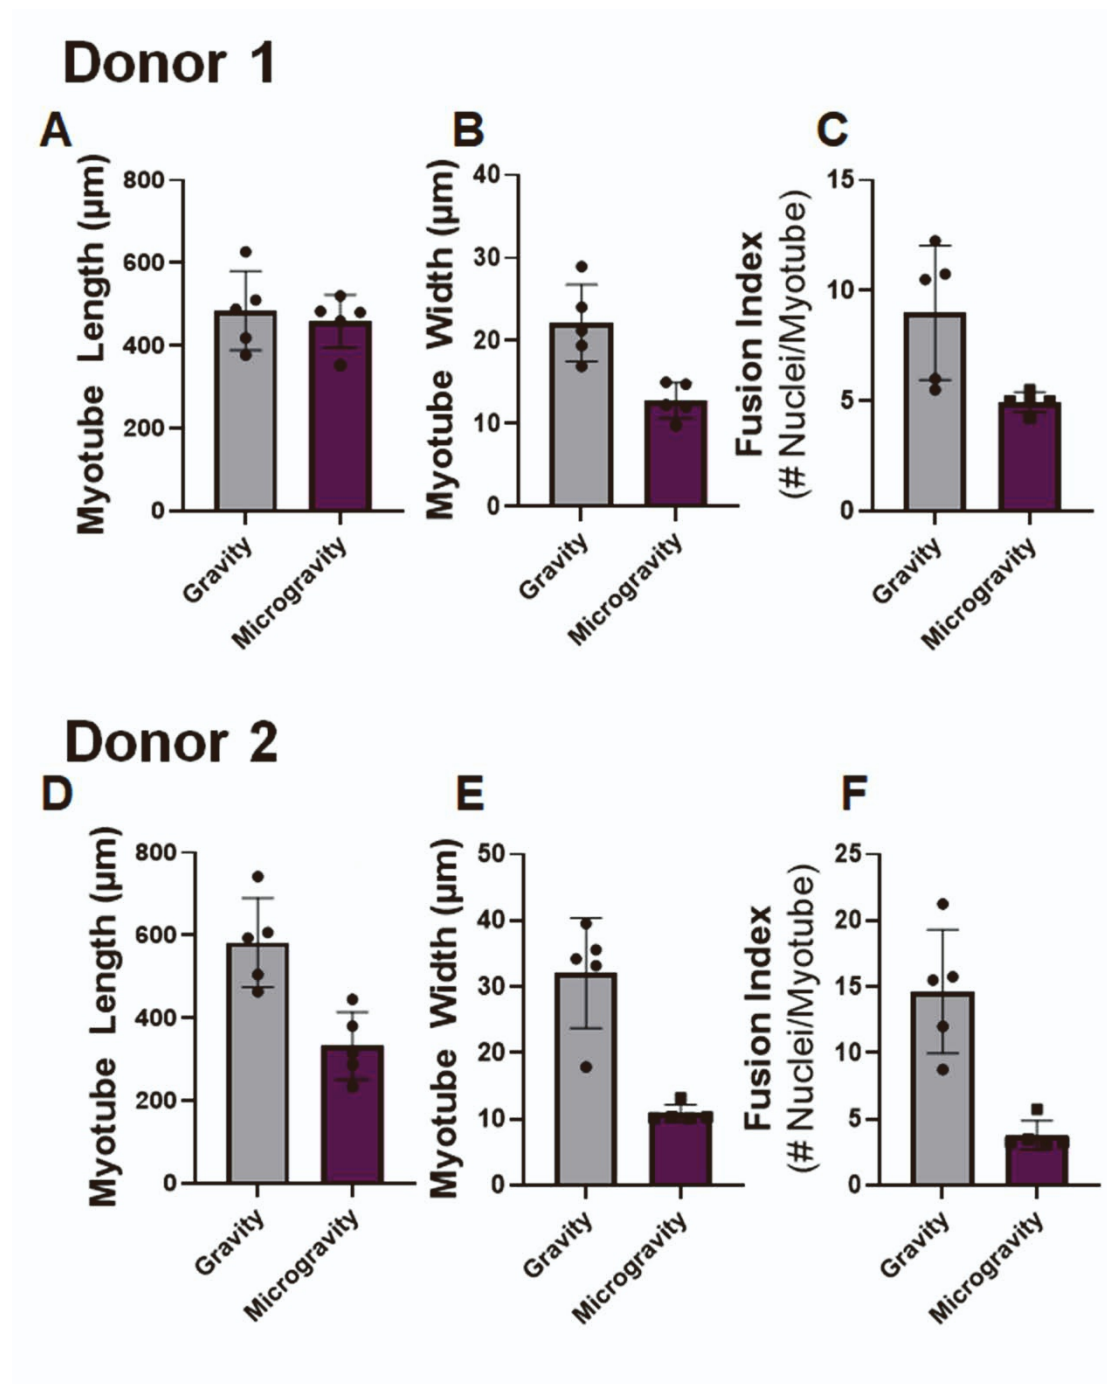 Donor 1
A
Myotube Length (μm)
800
600
400
200
0
Gravity
Microgravity
B
Myotube Width (μm)
40
30
20
10
0
Gravity
Microgravity
C
Fusion Index
(# Nuclei/Myotube)
15
10
5
0
Gravity
Microgravity
Donor 2
D
Myotube Length (μm)
800
600
400
200
0
Gravity
Microgravity
E
Myotube Width (μm)
50
40
30
20
10
0
Gravity
Microgravity
F
Fusion Index
(# Nuclei/Myotube)
25
20
15
10
5
0
Gravity
Microgravity